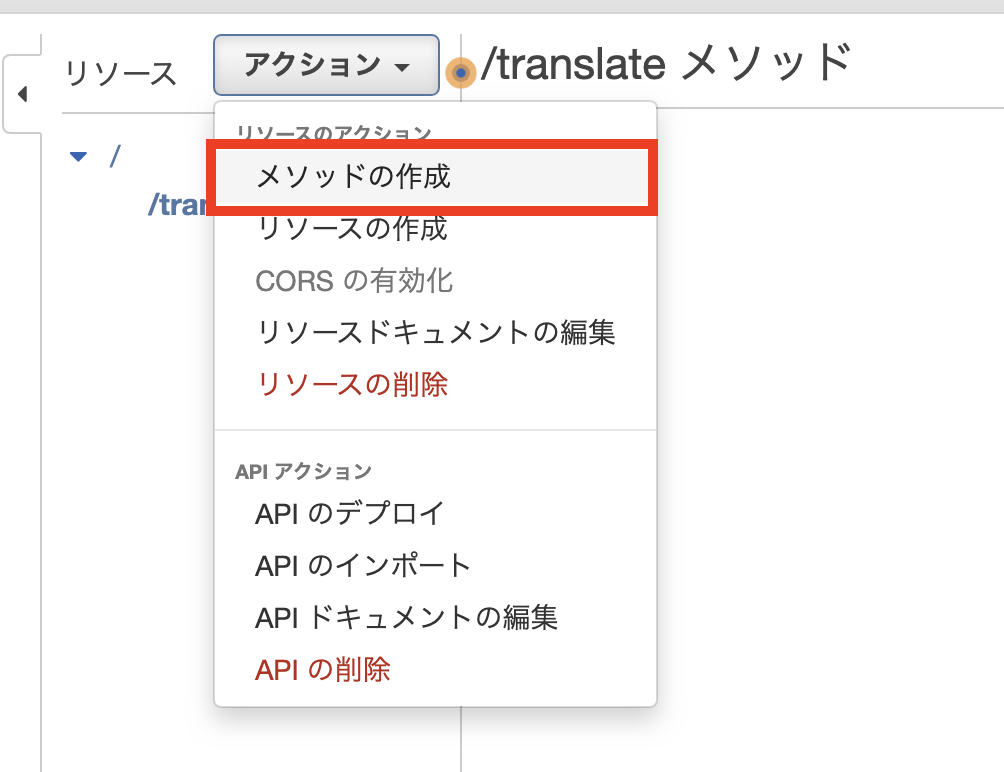 リソース
アクション
/translate メソッド
リソースのアクション
/
メソッドの作成
リソースの作成
CORS の有効化
リソースドキュメントの編集
リソースの削除
API アクション
API のデプロイ
API のインポート
API ドキュメントの編集
API の削除